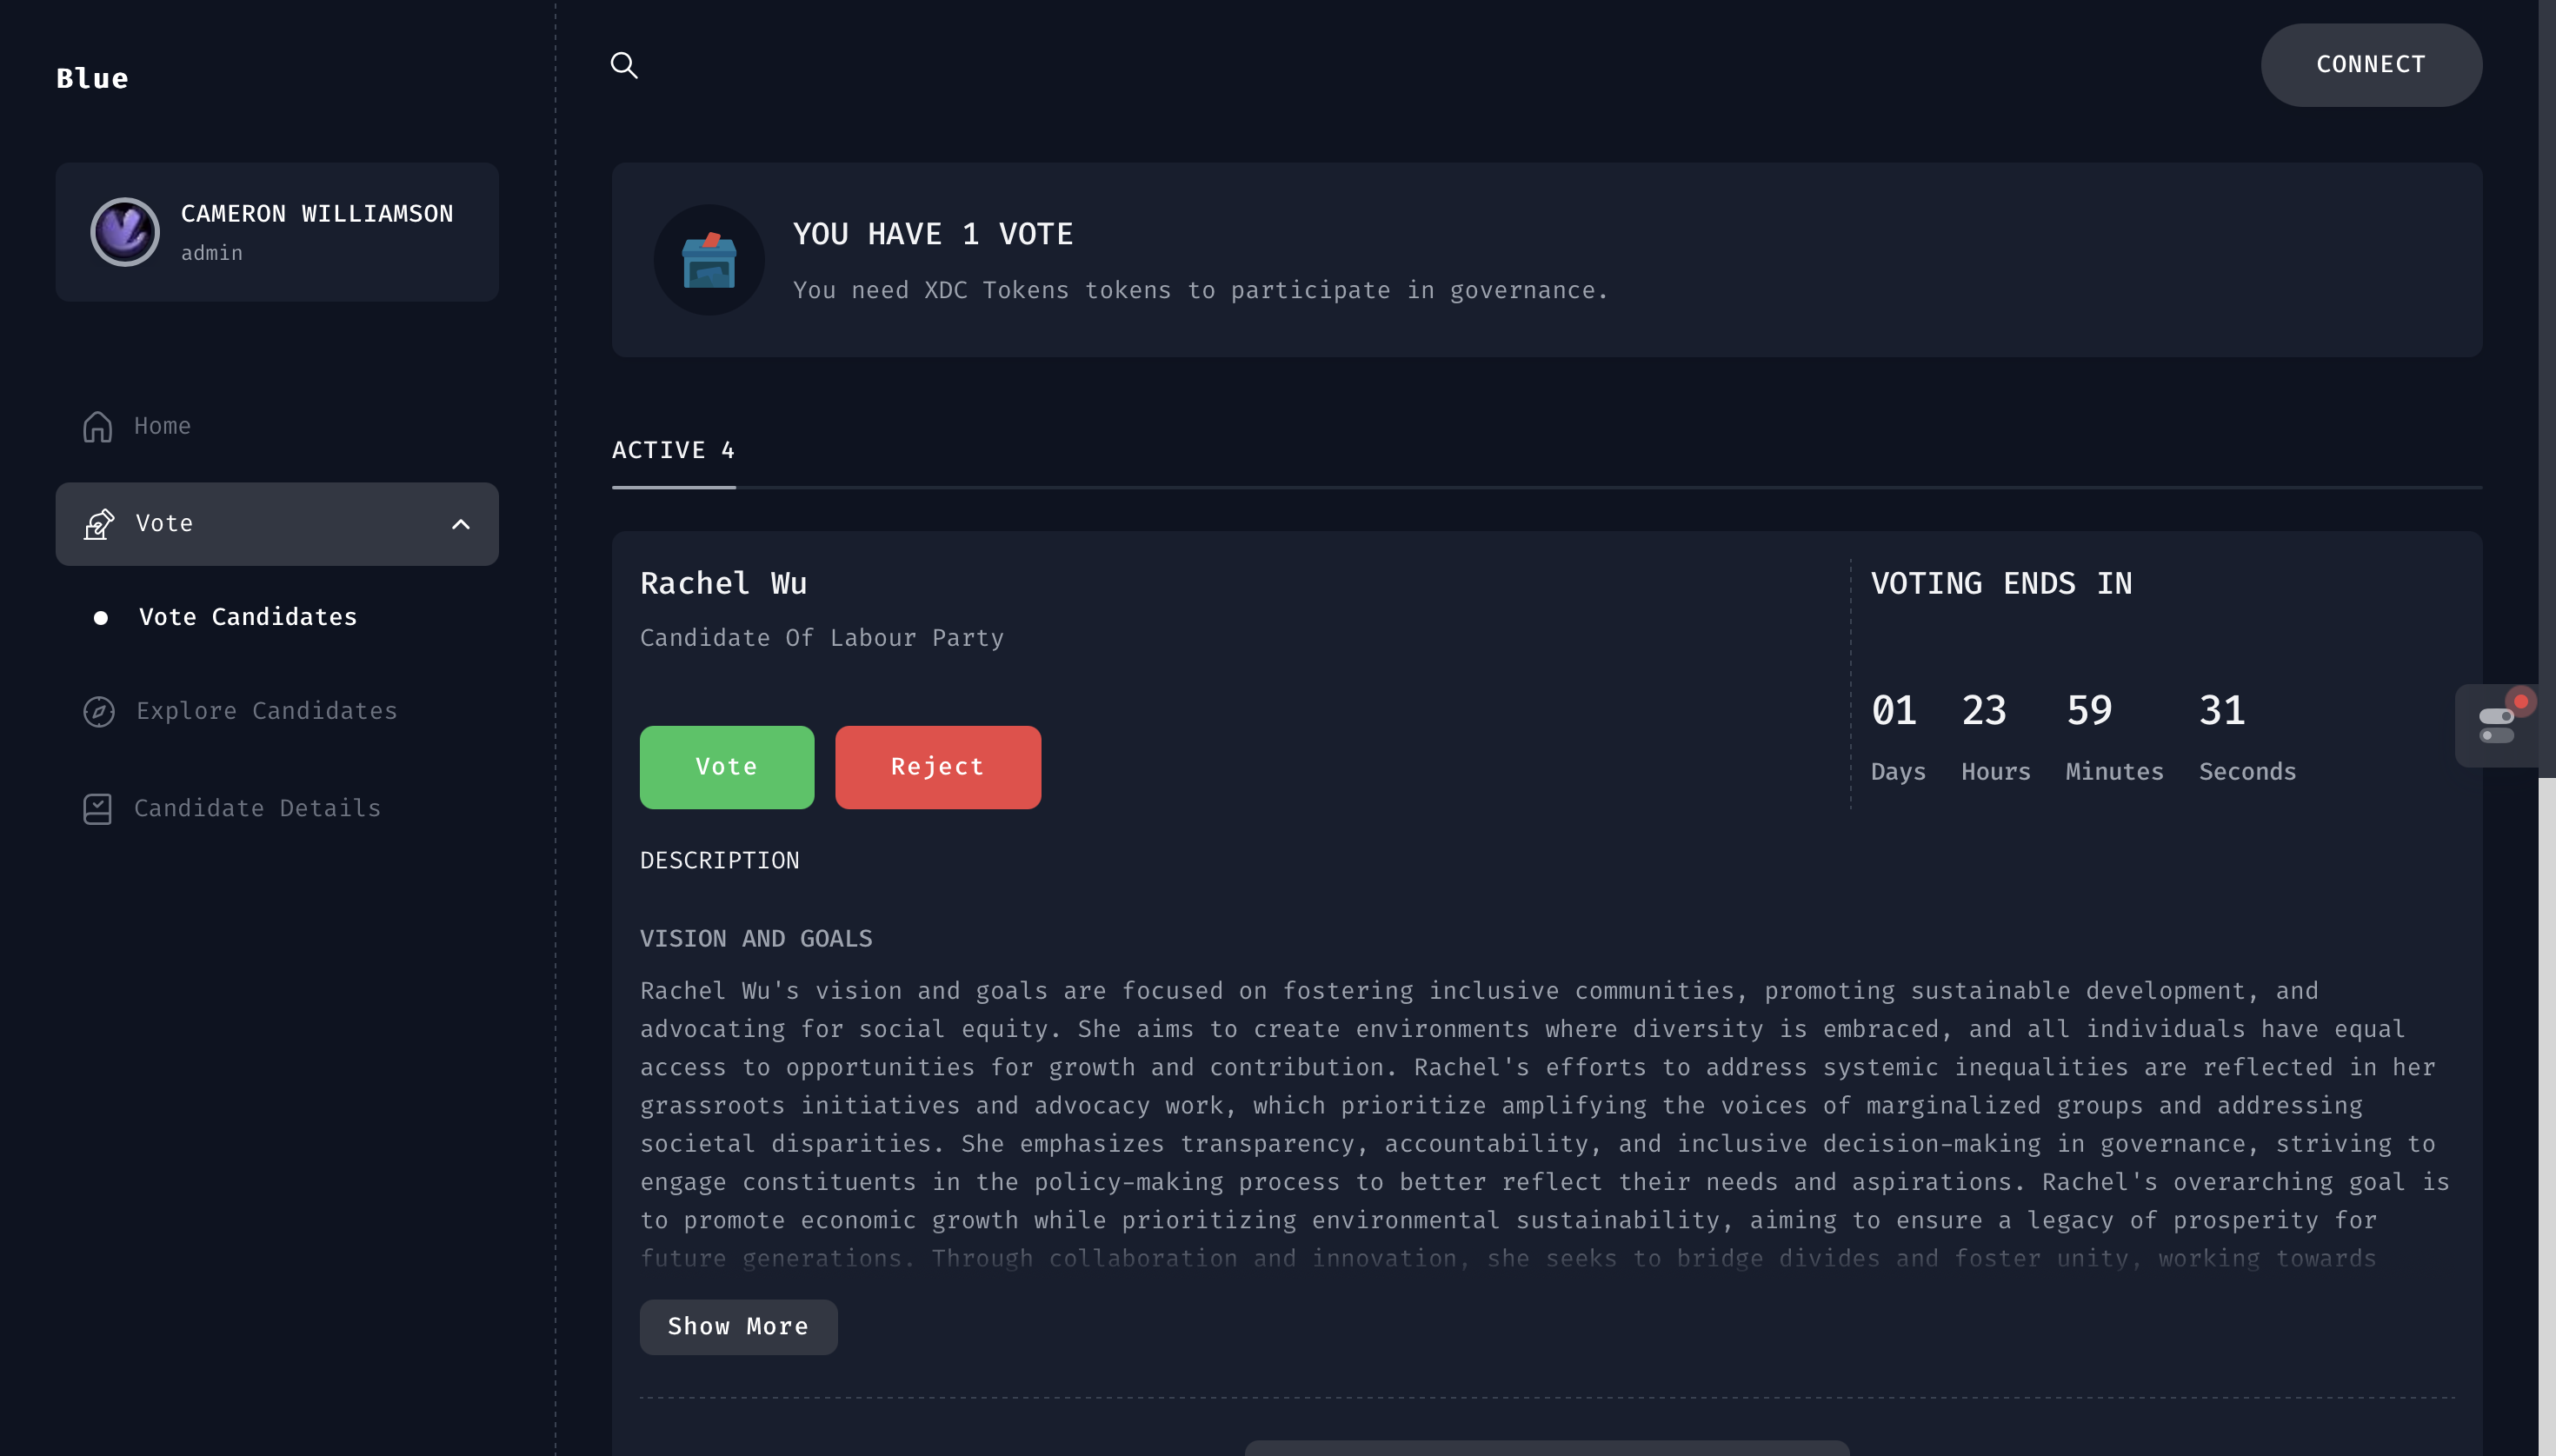 Blue
CONNECT
CAMERON WILLIAMSON
admin
YOU HAVE 1 VOTE
You need XDC Tokens tokens to participate in governance.
Home
Vote
Vote Candidates
Explore Candidates
Candidate Details
ACTIVE 4
Rachel Wu
Candidate Of Labour Party
Vote
Reject
VOTING ENDS IN
01 23 59 31
Days Hours Minutes Seconds
DESCRIPTION
VISION AND GOALS
Rachel Wu's vision and goals are focused on fostering inclusive communities, promoting sustainable development, and
advocating for social equity. She aims to create environments where diversity is embraced, and all individuals have equal
access to opportunities for growth and contribution. Rachel's efforts to address systemic inequalities are reflected in her
grassroots initiatives and advocacy work, which prioritize amplifying the voices of marginalized groups and addressing
societal disparities. She emphasizes transparency, accountability, and inclusive decision-making in governance, striving to
engage constituents in the policy-making process to better reflect their needs and aspirations. Rachel's overarching goal is
to promote economic growth while prioritizing environmental sustainability, aiming to ensure a legacy of prosperity for
future generations. Through collaboration and innovation, she seeks to bridge divides and foster unity, working towards
Show More